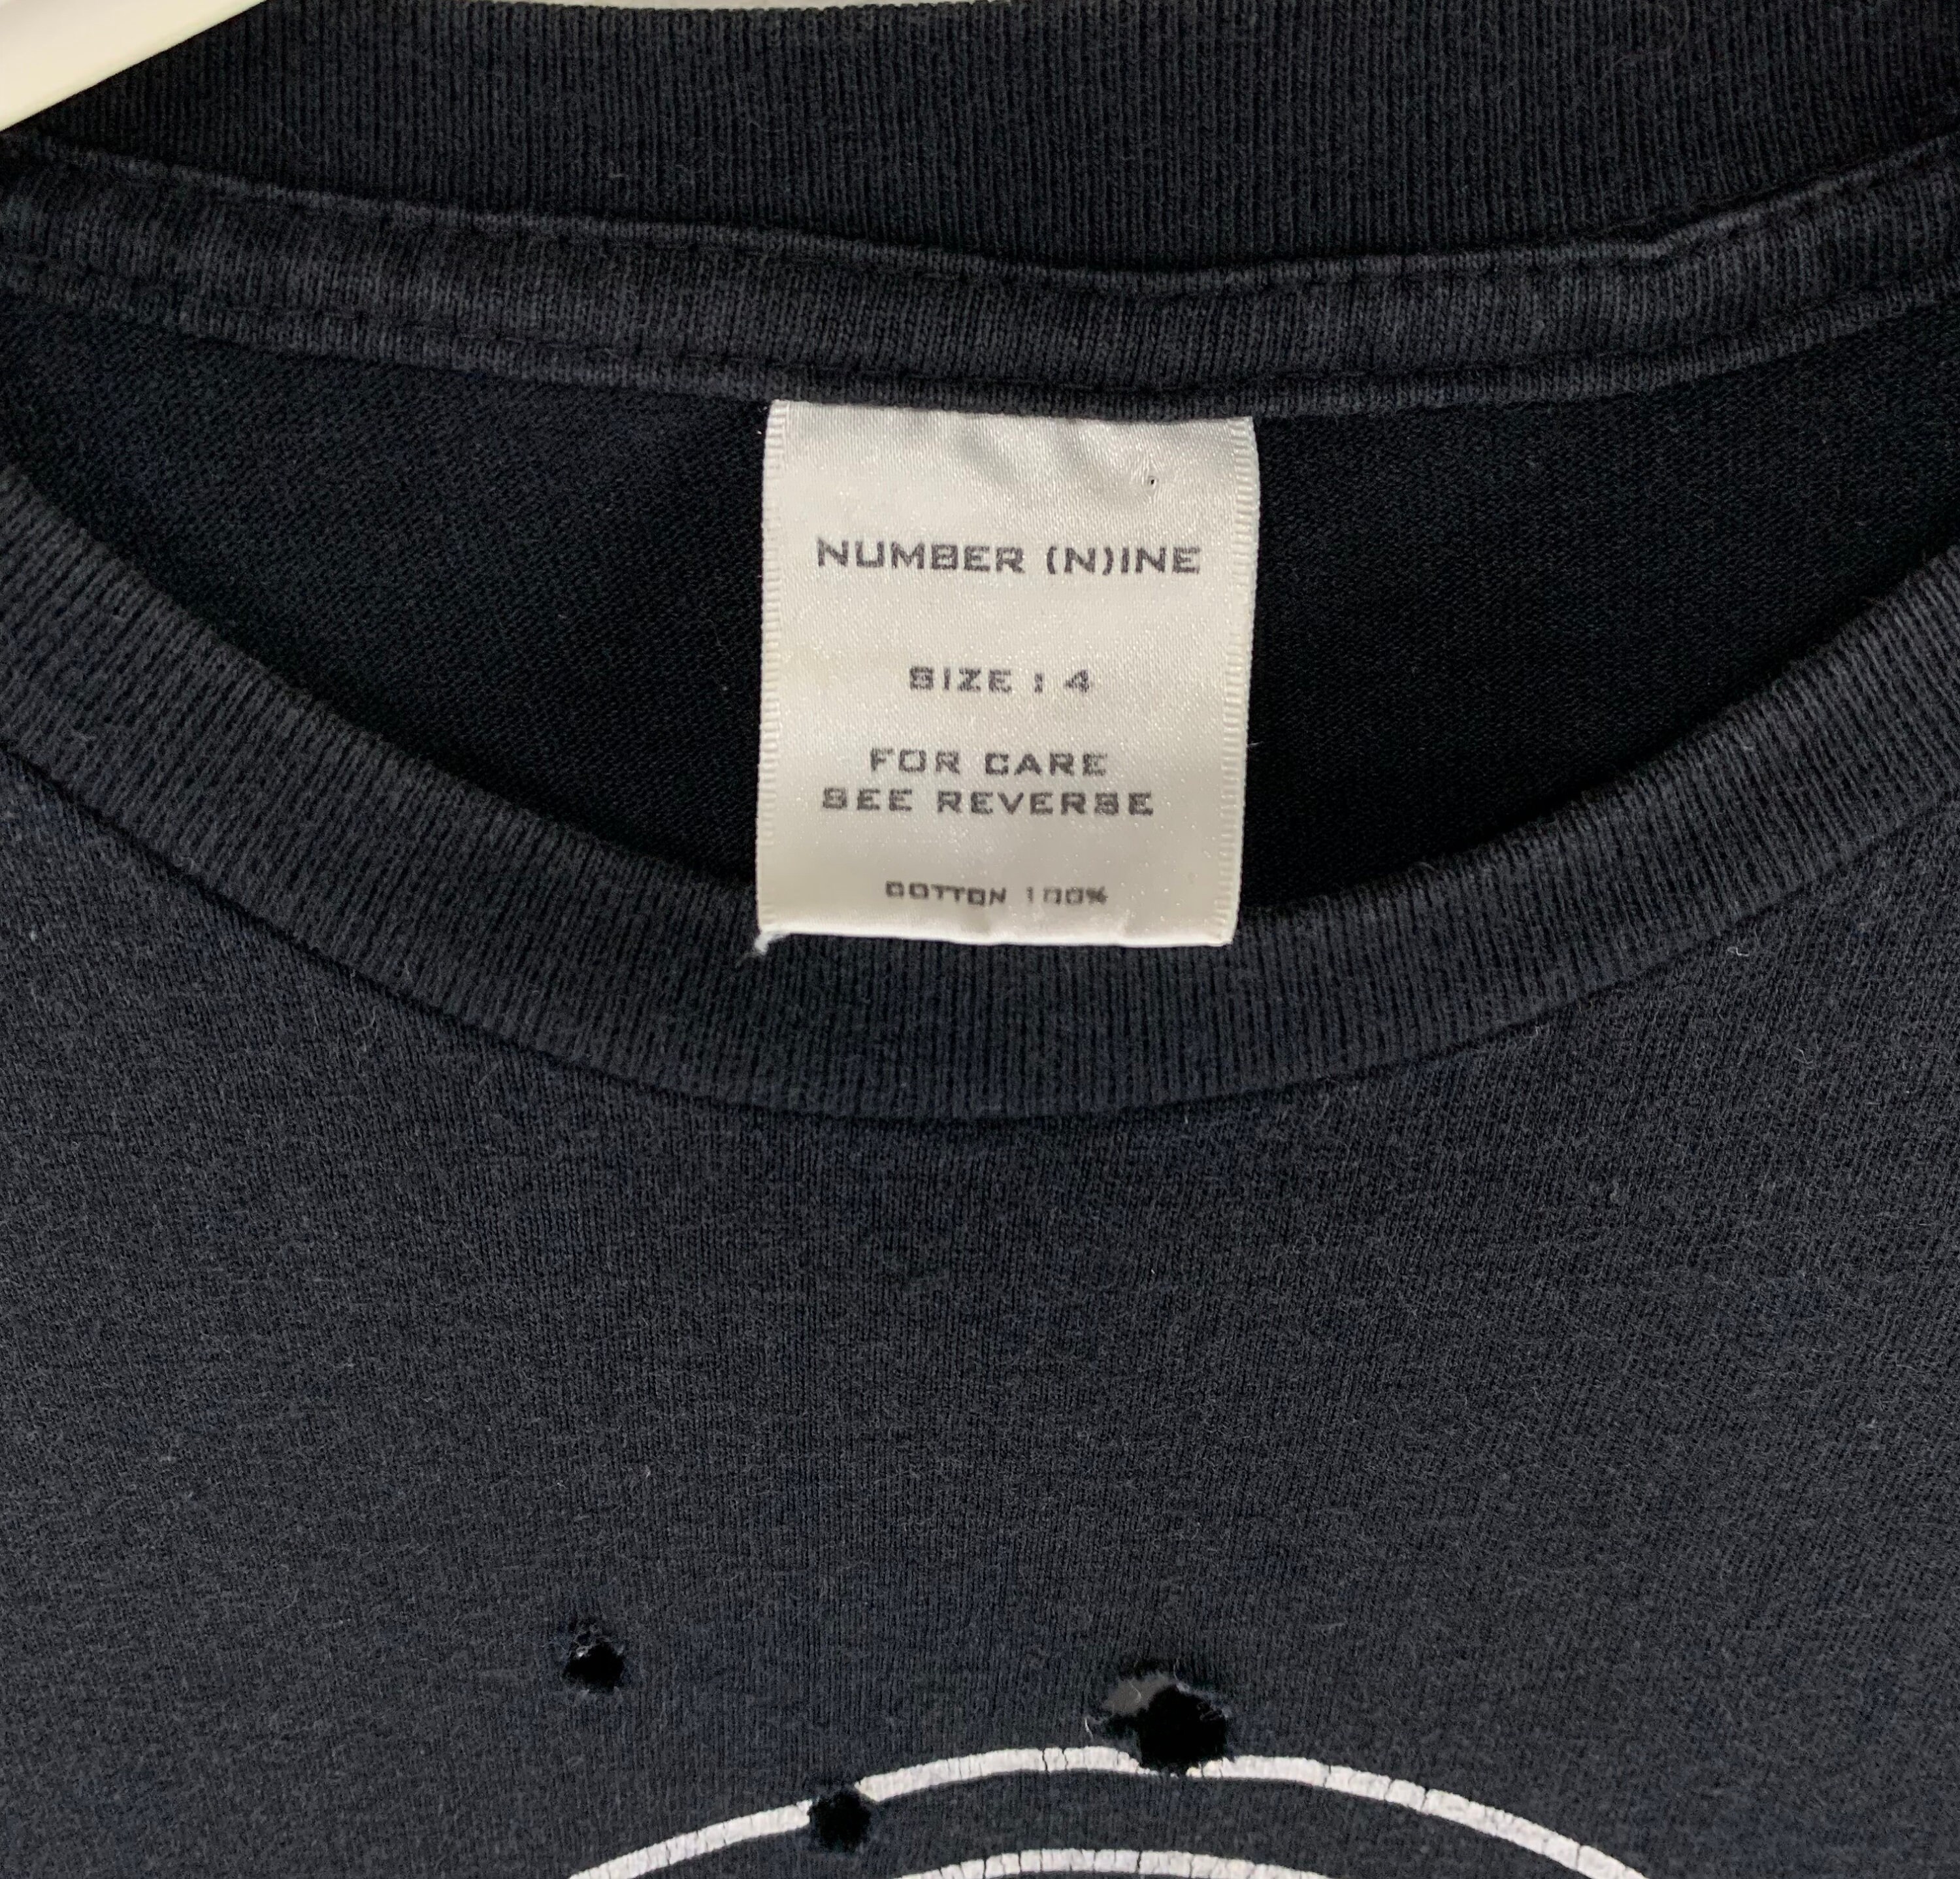 NUMBER (N)INE
SIZE : 4
FOR CARE
SEE REVERSE
COTTON 100%